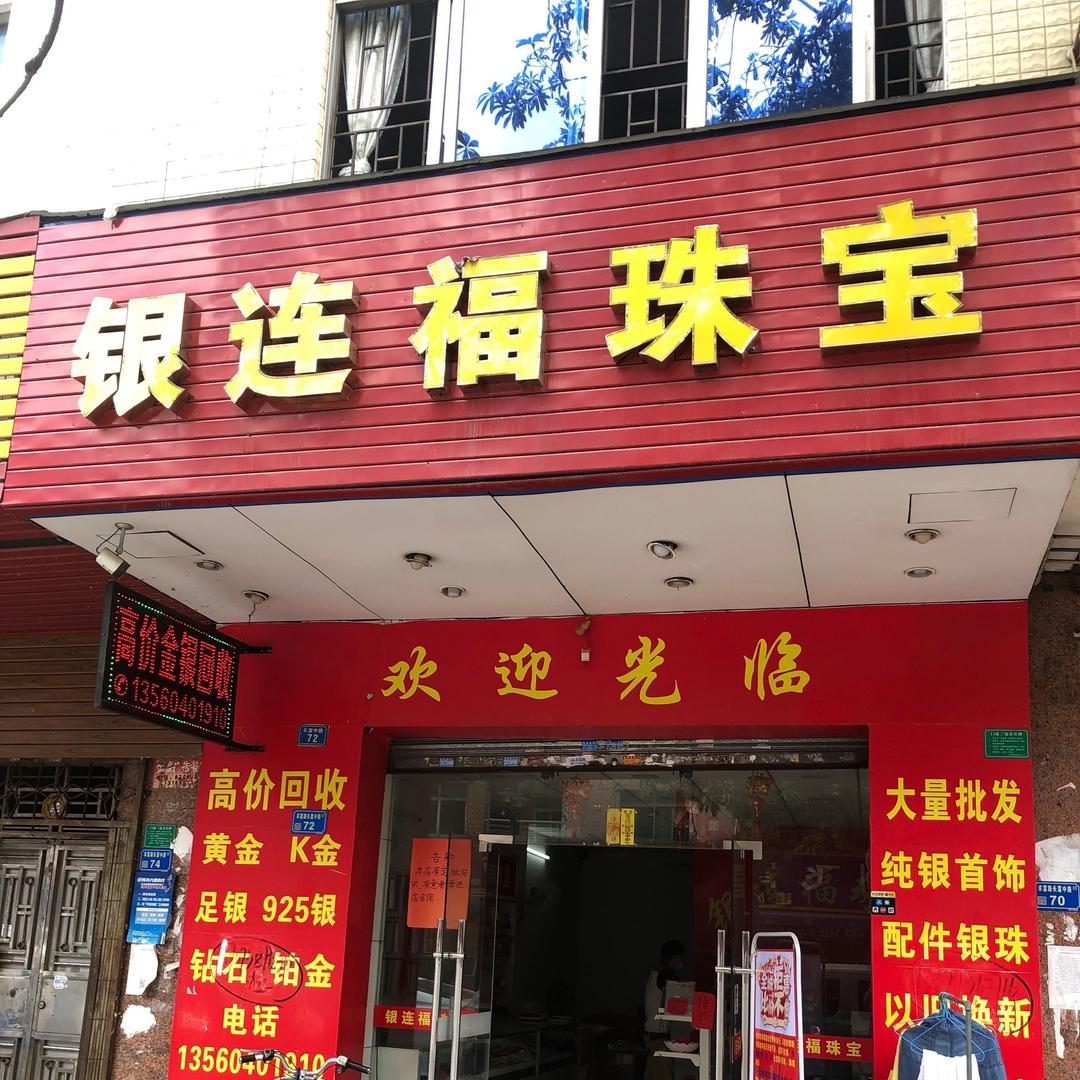 银连福珠宝
高价金银回收
13560401910
欢迎光临
72
高价回收
72
黄金 K金
足银 925银
钻石 铂金
电话
13560401910
74
告知
银连福
福珠宝
大量批发
纯银首饰
配件银珠
以旧换新
70